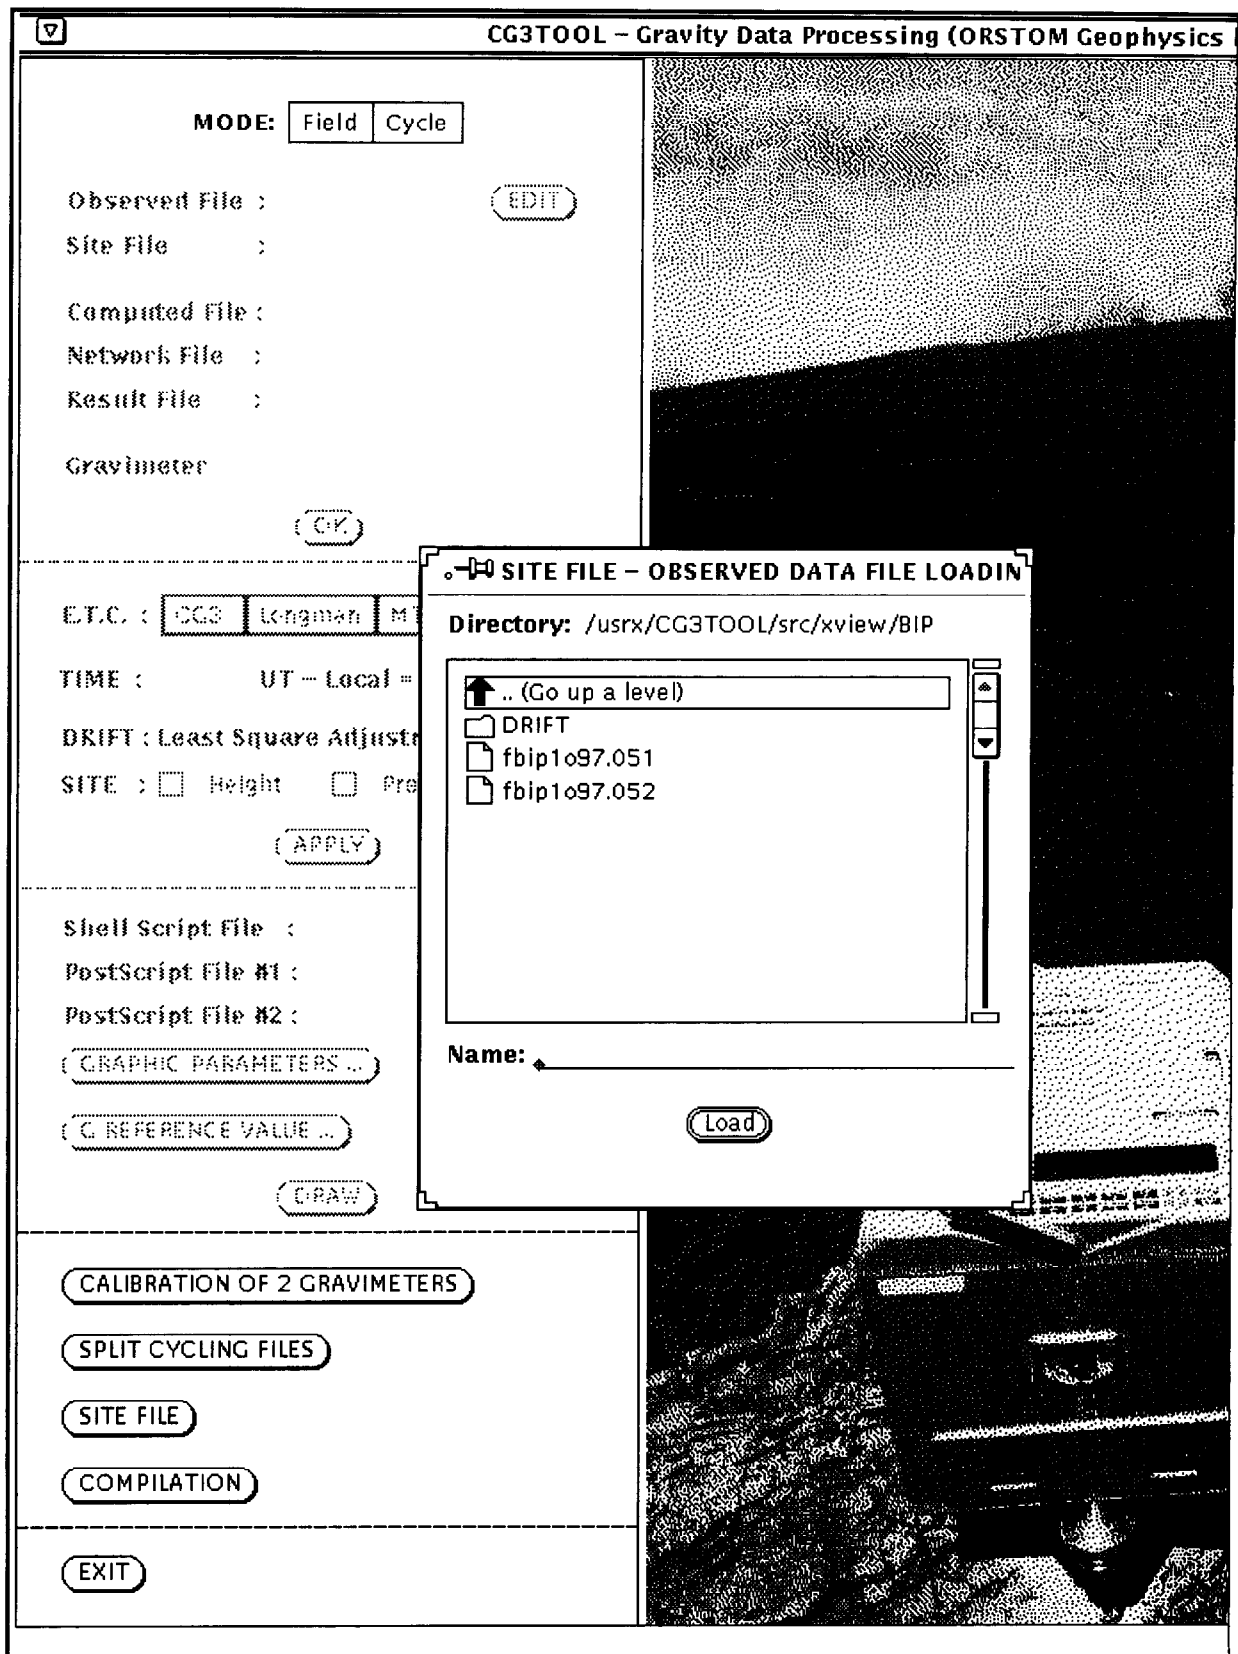 CG3TOOL – Gravity Data Processing (ORSTOM Geophysics
MODE: Field Cycle
Observed File : EDIT
Site File :
Computed File :
Network File :
Result File :
Gravimeter
OK
E.T.C. : CG3 Longman MT
TIME : UT – Local =
DRIFT : Least Square Adjustm
SITE : Height Pre
APPLY
Shell Script File :
PostScript File #1 :
PostScript File #2 :
GRAPHIC PARAMETERS ...
G REFERENCE VALUE ...
DRAW
CALIBRATION OF 2 GRAVIMETERS
SPLIT CYCLING FILES
SITE FILE
COMPILATION
EXIT
SITE FILE – OBSERVED DATA FILE LOADIN
Directory: /usrx/CG3TOOL/src/xview/BIP
.. (Go up a level)
DRIFT
fbip1o97.051
fbip1o97.052
Name:
Load